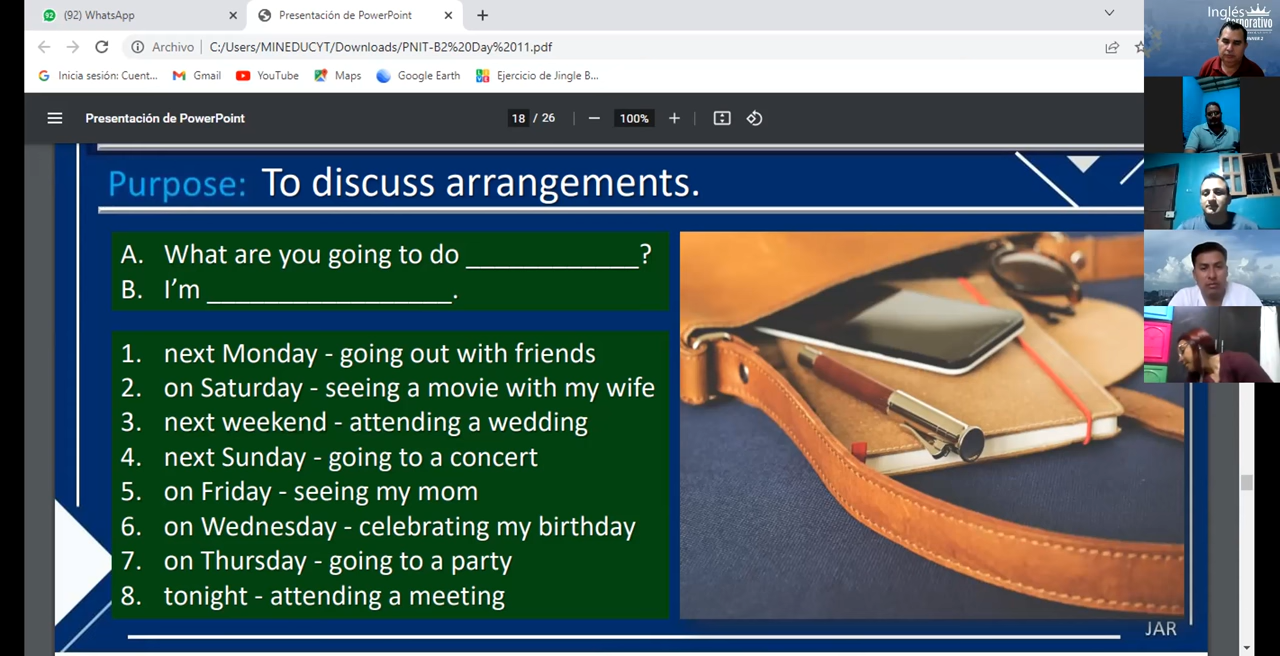 (92) WhatsApp
Presentación de PowerPoint
Archivo C:/Users/MINEDUCYT/Downloads/PNIT-B2%20Day%2011.pdf
Inicia sesión: Cuent... Gmail YouTube Maps Google Earth Ejercicio de Jingle B...
Presentación de PowerPoint 18 / 26 100%
Inglés
Corporativo
Purpose: To discuss arrangements.
A. What are you going to do _____________?
B. I'm __________________.
1. next Monday - going out with friends
2. on Saturday - seeing a movie with my wife
3. next weekend - attending a wedding
4. next Sunday - going to a concert
5. on Friday - seeing my mom
6. on Wednesday - celebrating my birthday
7. on Thursday - going to a party
8. tonight - attending a meeting
JAR